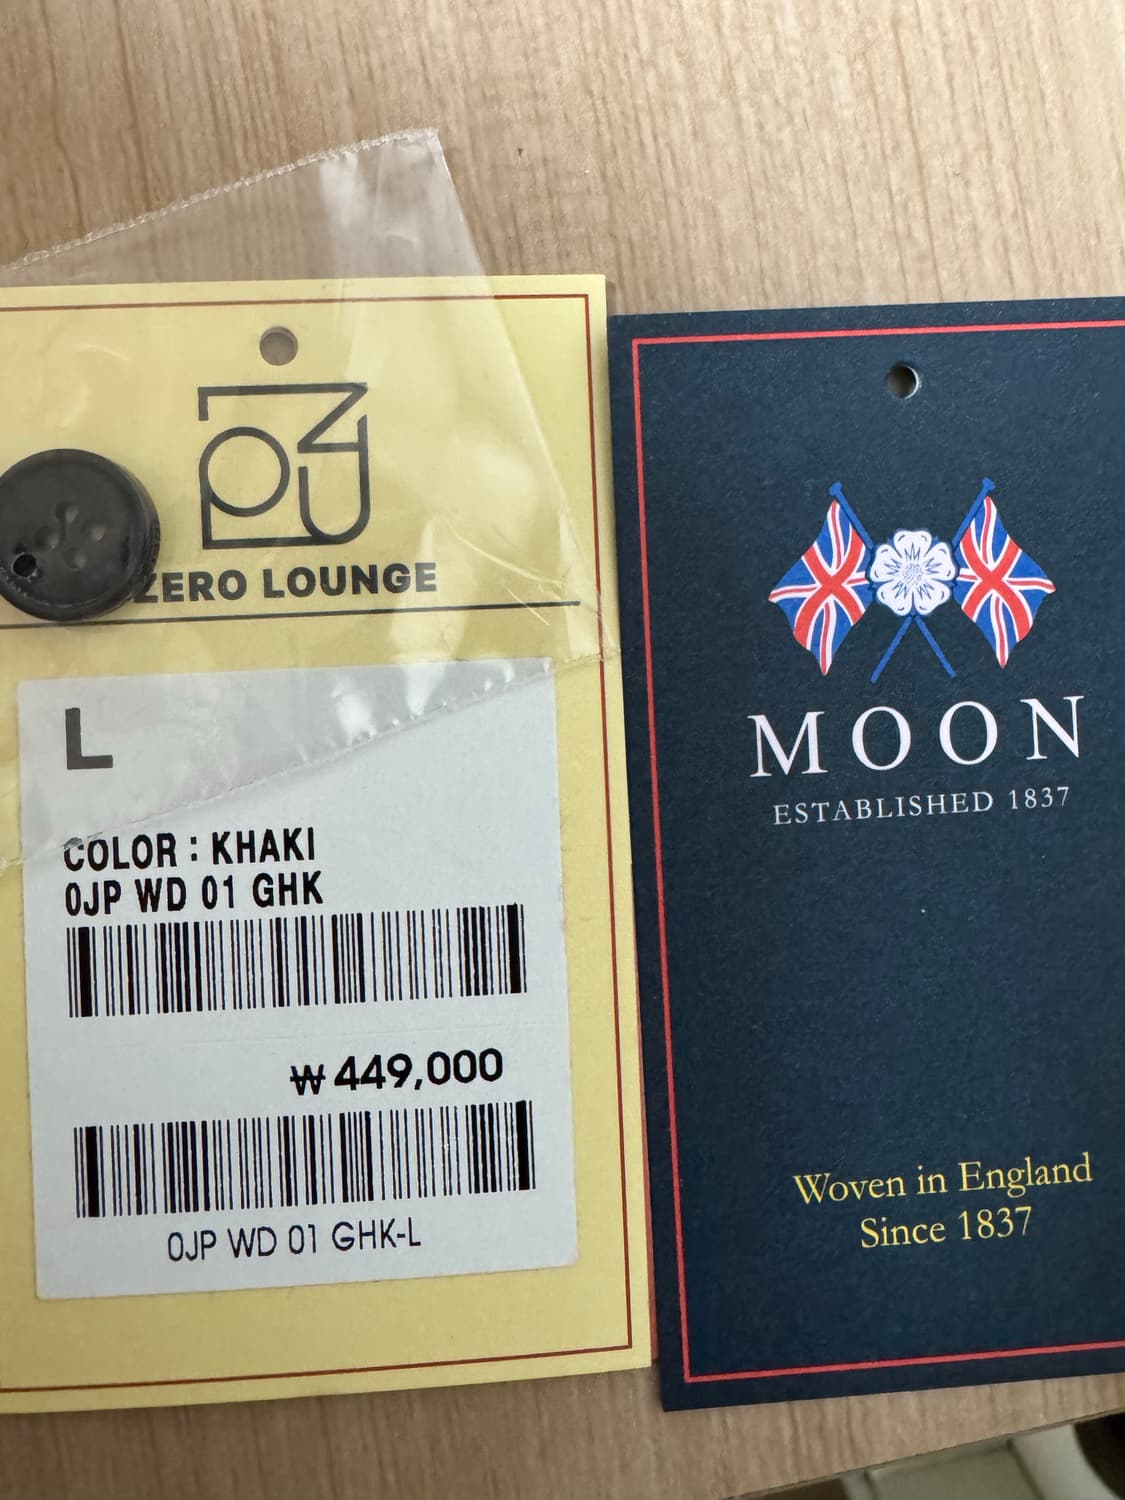 ZERO LOUNGE
L
COLOR : KHAKI
0JP WD 01 GHK
₩449,000
0JP WD 01 GHK-L
MOON
ESTABLISHED 1837
Woven in England
Since 1837